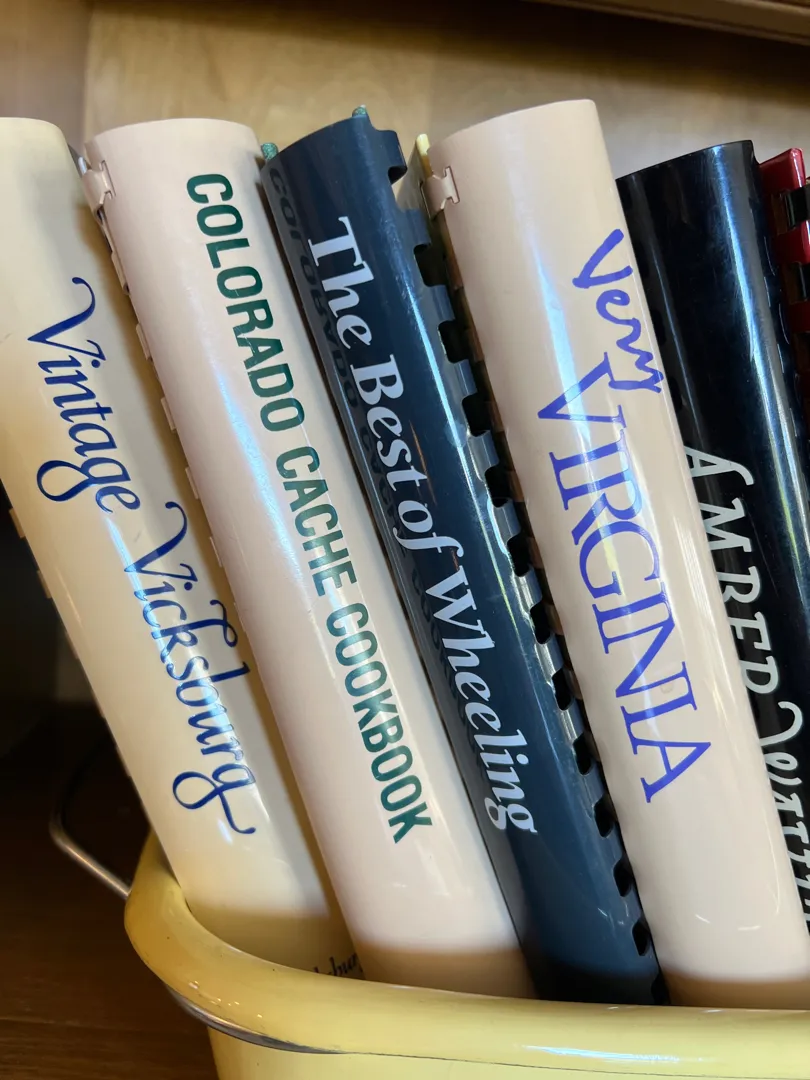 Vintage Vicksburg
COLORADO CACHE COOKBOOK
The Best of Wheeling
Very VIRGINIA